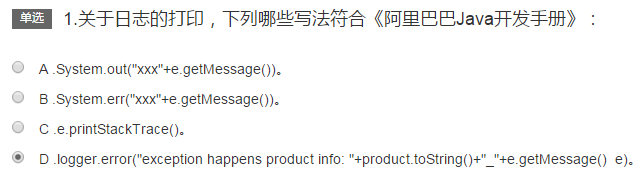 单选 1.关于日志的打印，下列哪些写法符合《阿里巴巴Java开发手册》：
A .System.out("xxx"+e.getMessage())。
B .System.err("xxx"+e.getMessage())。
C .e.printStackTrace()。
D .logger.error("exception happens product info: "+product.toString()+"_"+e.getMessage() e)。